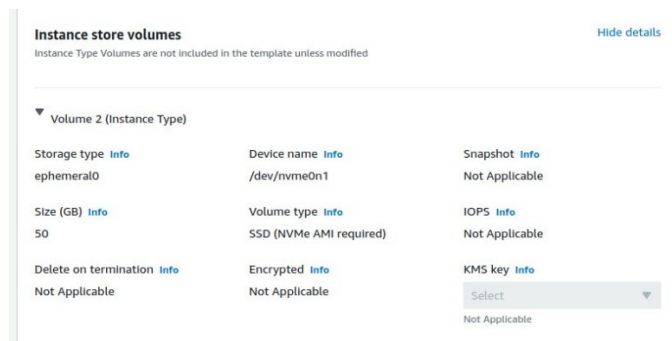 Instance store volumes
Hide details
Instance Type Volumes are not included in the template unless modified
Volume 2 (Instance Type)
Storage type Info
Device name Info
Snapshot Info
ephemeral0
/dev/nvme0n1
Not Applicable
Size (GB) Info
Volume type Info
IOPS Info
50
SSD (NVMe AMI required)
Not Applicable
Delete on termination Info
Encrypted Info
KMS key Info
Not Applicable
Not Applicable
Select
Not Applicable